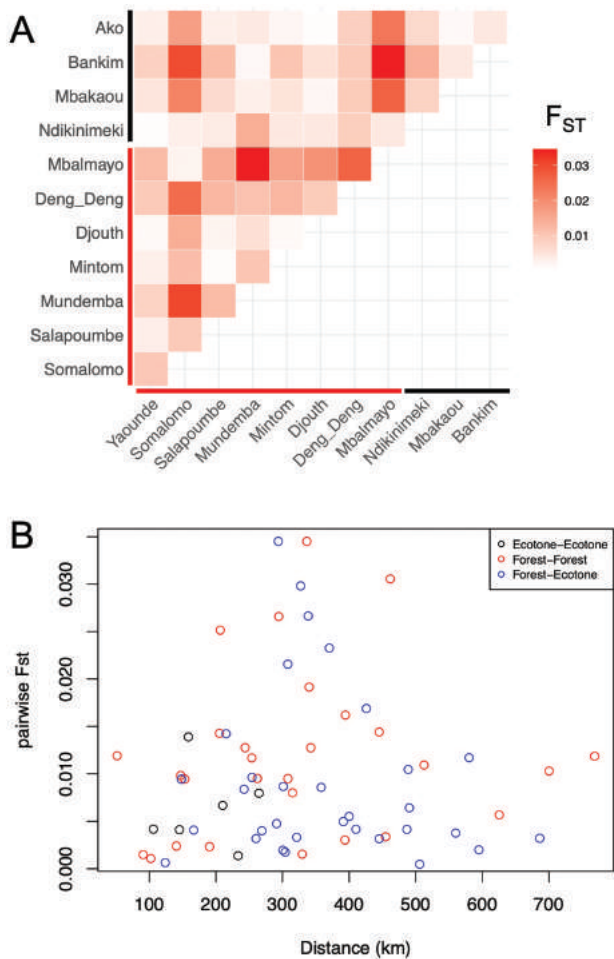 A
Ako
Bankim
Mbakaou
Ndikinimeki
Mbalmayo
Deng_Deng
Djouth
Mintom
Mundemba
Salapoumbe
Somalomo
Yaounde
Somalomo
Salapoumbe
Mundemba
Mintom
Djouth
Deng_Deng
Mbalmayo
Ndikinimeki
Mbakaou
Bankim
FST
0.03
0.02
0.01
B
Ecotone-Ecotone
Forest-Forest
Forest-Ecotone
pairwise Fst
0.030
0.020
0.010
0.000
100 200 300 400 500 600 700
Distance (km)